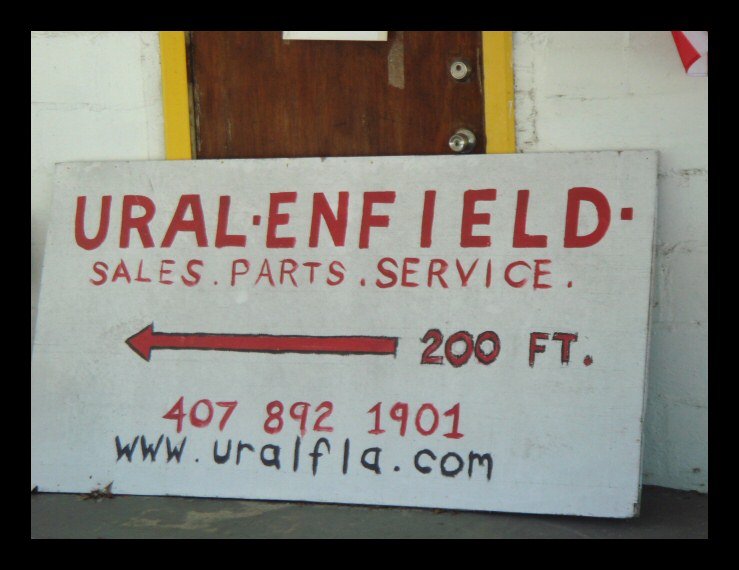 URAL·ENFIELD·
SALES.PARTS.SERVICE.
200 FT.
407 892 1901
www.uralfla.com